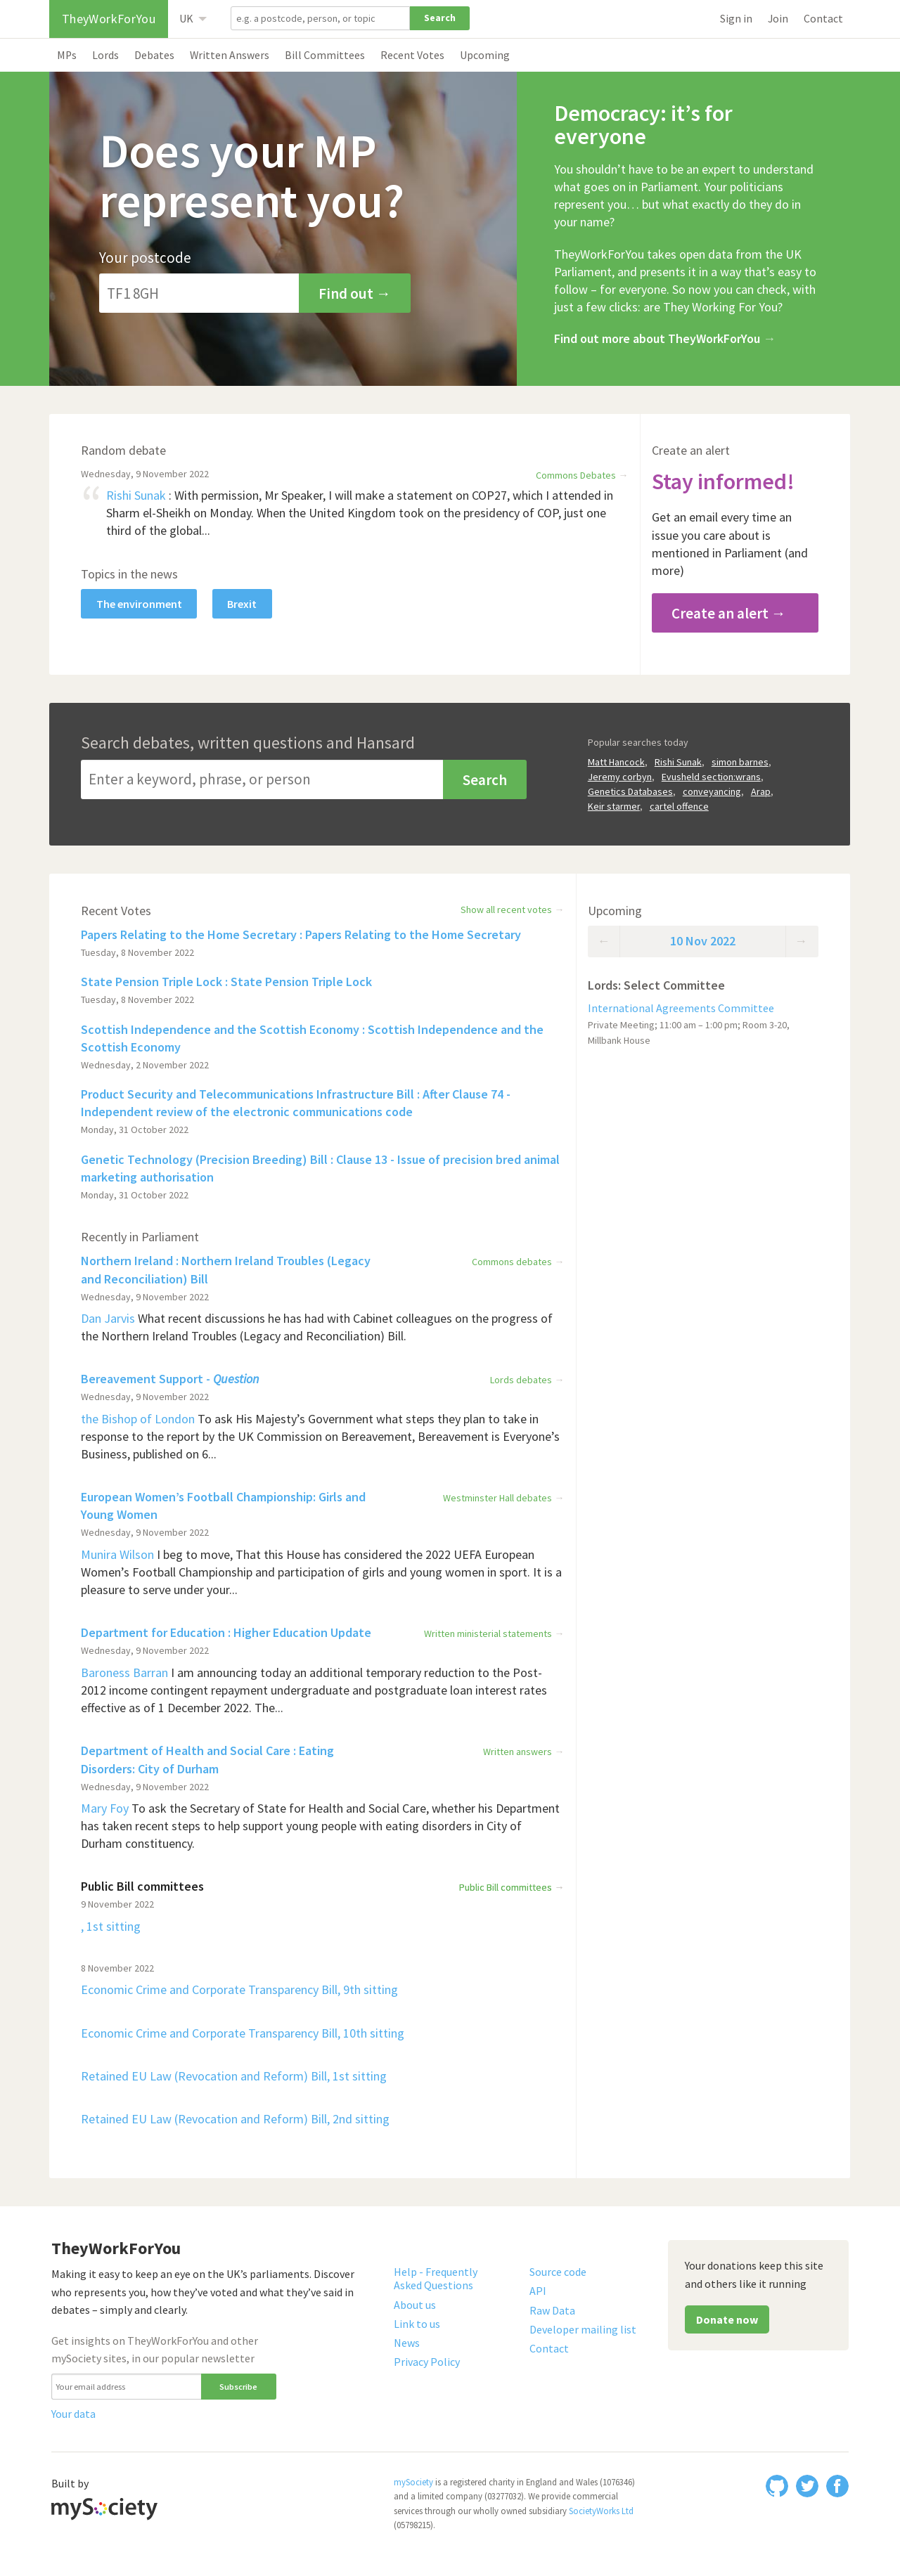 TheyWorkForYou
UK
e.g. a postcode, person, or topic
Search
Sign in
Join
Contact
MPs
Lords
Debates
Written Answers
Bill Committees
Recent Votes
Upcoming
Does your MP
represent you?
Your postcode
TF1 8GH
Find out →
Democracy: it’s for
everyone
You shouldn’t have to be an expert to understand
what goes on in Parliament. Your politicians
represent you… but what exactly do they do in
your name?
TheyWorkForYou takes open data from the UK
Parliament, and presents it in a way that’s easy to
follow – for everyone. So now you can check, with
just a few clicks: are They Working For You?
Find out more about TheyWorkForYou →
Random debate
Wednesday, 9 November 2022
Commons Debates →
“
Rishi Sunak : With permission, Mr Speaker, I will make a statement on COP27, which I attended in
Sharm el-Sheikh on Monday. When the United Kingdom took on the presidency of COP, just one
third of the global...
Topics in the news
The environment
Brexit
Create an alert
Stay informed!
Get an email every time an
issue you care about is
mentioned in Parliament (and
more)
Create an alert →
Search debates, written questions and Hansard
Enter a keyword, phrase, or person
Search
Popular searches today
Matt Hancock, Rishi Sunak, simon barnes,
Jeremy corbyn, Evusheld section:wrans,
Genetics Databases, conveyancing, Arap,
Keir starmer, cartel offence
Recent Votes
Show all recent votes →
Papers Relating to the Home Secretary : Papers Relating to the Home Secretary
Tuesday, 8 November 2022
State Pension Triple Lock : State Pension Triple Lock
Tuesday, 8 November 2022
Scottish Independence and the Scottish Economy : Scottish Independence and the
Scottish Economy
Wednesday, 2 November 2022
Product Security and Telecommunications Infrastructure Bill : After Clause 74 -
Independent review of the electronic communications code
Monday, 31 October 2022
Genetic Technology (Precision Breeding) Bill : Clause 13 - Issue of precision bred animal
marketing authorisation
Monday, 31 October 2022
Recently in Parliament
Northern Ireland : Northern Ireland Troubles (Legacy
and Reconciliation) Bill
Commons debates →
Wednesday, 9 November 2022
Dan Jarvis What recent discussions he has had with Cabinet colleagues on the progress of
the Northern Ireland Troubles (Legacy and Reconciliation) Bill.
Bereavement Support - Question
Lords debates →
Wednesday, 9 November 2022
the Bishop of London To ask His Majesty’s Government what steps they plan to take in
response to the report by the UK Commission on Bereavement, Bereavement is Everyone’s
Business, published on 6...
European Women’s Football Championship: Girls and
Young Women
Westminster Hall debates →
Wednesday, 9 November 2022
Munira Wilson I beg to move, That this House has considered the 2022 UEFA European
Women’s Football Championship and participation of girls and young women in sport. It is a
pleasure to serve under your...
Department for Education : Higher Education Update
Written ministerial statements →
Wednesday, 9 November 2022
Baroness Barran I am announcing today an additional temporary reduction to the Post-
2012 income contingent repayment undergraduate and postgraduate loan interest rates
effective as of 1 December 2022. The...
Department of Health and Social Care : Eating
Disorders: City of Durham
Written answers →
Wednesday, 9 November 2022
Mary Foy To ask the Secretary of State for Health and Social Care, whether his Department
has taken recent steps to help support young people with eating disorders in City of
Durham constituency.
Public Bill committees
Public Bill committees →
9 November 2022
, 1st sitting
8 November 2022
Economic Crime and Corporate Transparency Bill, 9th sitting
Economic Crime and Corporate Transparency Bill, 10th sitting
Retained EU Law (Revocation and Reform) Bill, 1st sitting
Retained EU Law (Revocation and Reform) Bill, 2nd sitting
Upcoming
← 10 Nov 2022 →
Lords: Select Committee
International Agreements Committee
Private Meeting; 11:00 am – 1:00 pm; Room 3-20,
Millbank House
TheyWorkForYou
Making it easy to keep an eye on the UK’s parliaments. Discover
who represents you, how they’ve voted and what they’ve said in
debates – simply and clearly.
Get insights on TheyWorkForYou and other
mySociety sites, in our popular newsletter
Your email address
Subscribe
Your data
Help - Frequently
Asked Questions
About us
Link to us
News
Privacy Policy
Source code
API
Raw Data
Developer mailing list
Contact
Your donations keep this site
and others like it running
Donate now
Built by
mySociety
mySociety is a registered charity in England and Wales (1076346)
and a limited company (03277032). We provide commercial
services through our wholly owned subsidiary SocietyWorks Ltd
(05798215).